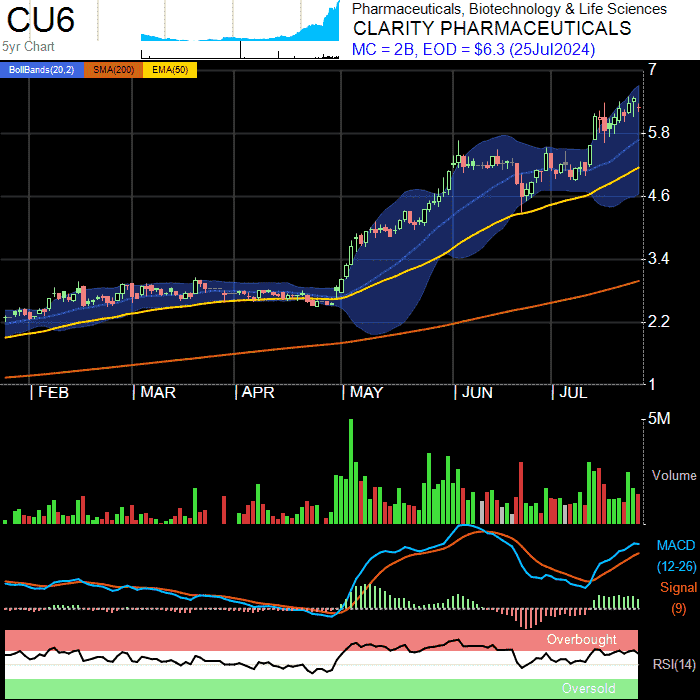 CU6
5yr Chart
Pharmaceuticals, Biotechnology & Life Sciences
CLARITY PHARMACEUTICALS
MC = 2B, EOD = $6.3 (25Jul2024)
BollBands(20,2) SMA(200) EMA(50)
7
5.8
4.6
3.4
2.2
1
FEB MAR APR MAY JUN JUL
5M
Volume
MACD
(12-26)
Signal
(9)
Overbought
RSI(14)
Oversold